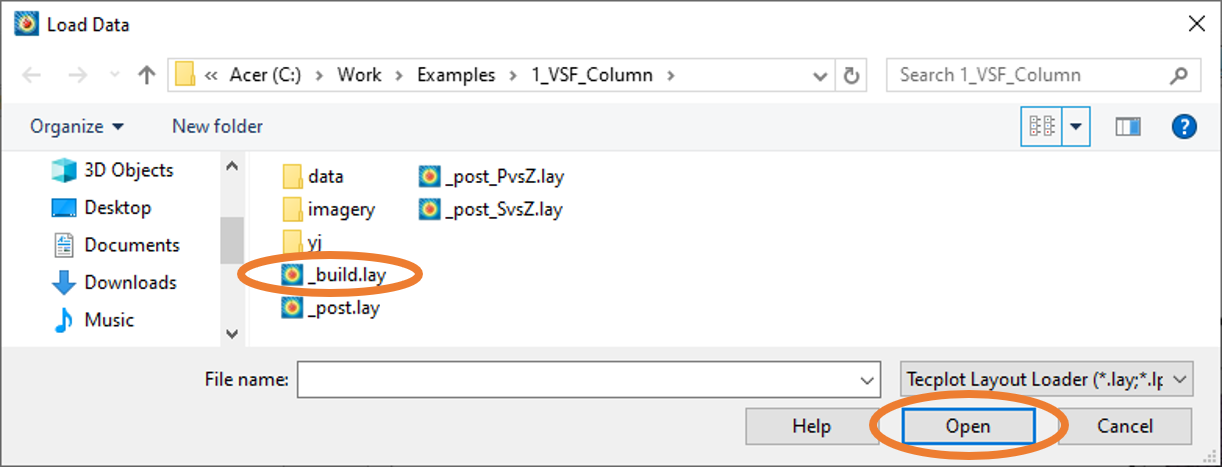 Load Data
« Acer (C:) › Work › Examples › 1_VSF_Column ›
Search 1_VSF_Column
Organize
New folder
3D Objects
Desktop
Documents
Downloads
Music
data
imagery
yj
_build.lay
_post.lay
_post_PvsZ.lay
_post_SvsZ.lay
File name:
Tecplot Layout Loader (*.lay;*.lp
Help
Open
Cancel